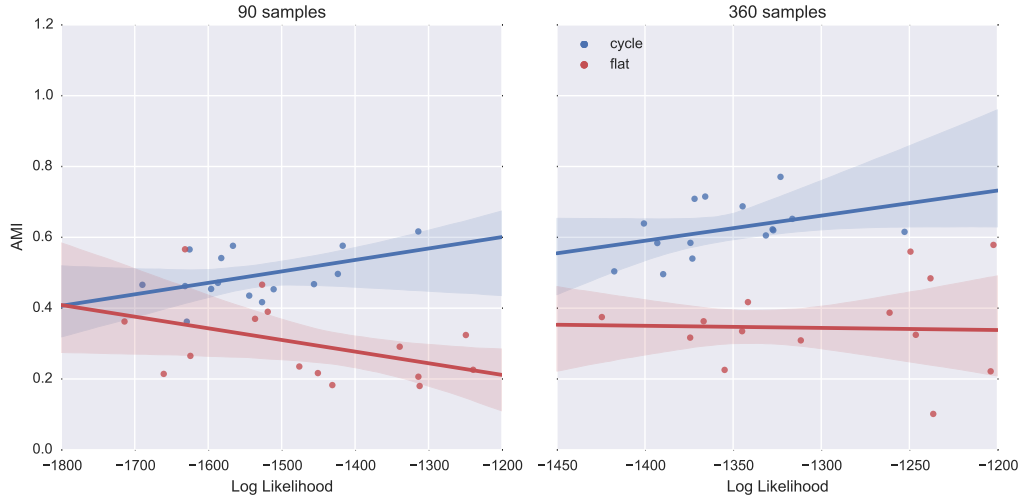 90 samples
360 samples
AMI
1.2
1.0
0.8
0.6
0.4
0.2
0.0
cycle
flat
−1800 −1700 −1600 −1500 −1400 −1300 −1200
−1450 −1400 −1350 −1300 −1250 −1200
Log Likelihood
Log Likelihood